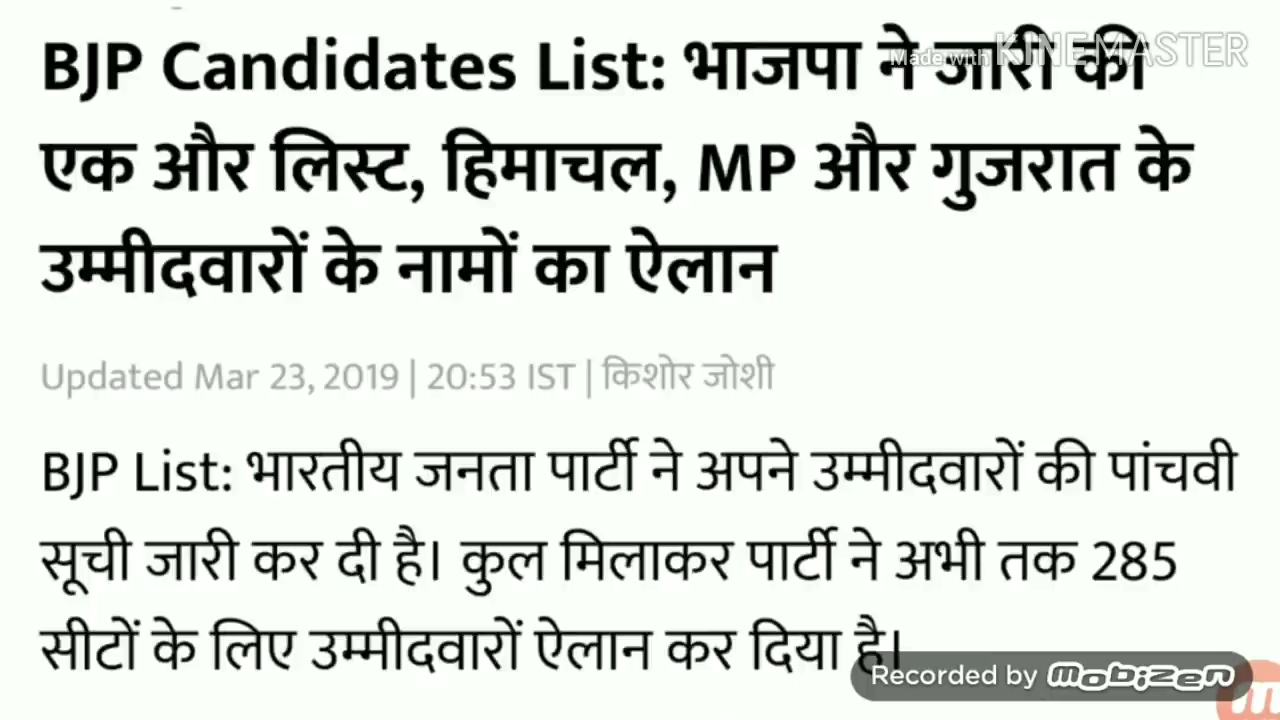 BJP Candidates List: भाजपा ने जारी की
Made with KINEMASTER
एक और लिस्ट, हिमाचल, MP और गुजरात के
उम्मीदवारों के नामों का ऐलान
Updated Mar 23, 2019 | 20:53 IST | किशोर जोशी
BJP List: भारतीय जनता पार्टी ने अपने उम्मीदवारों की पांचवी
सूची जारी कर दी है। कुल मिलाकर पार्टी ने अभी तक 285
सीटों के लिए उम्मीदवारों ऐलान कर दिया है।
Recorded by mobizen
m